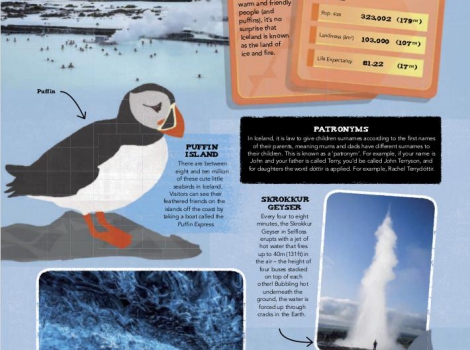 warm and friendly
people (and
puffins), it's no
surprise that
Iceland is known
as the land of
ice and fire.
Pop. size 323,002 (179TH)
Landmass (km²) 103,000 (107TH)
Life Expectancy 81.22 (17TH)
Puffin
PUFFIN
ISLAND
There are between
eight and ten million
of these cute little
seabirds in Iceland.
Visitors can see their
feathered friends on the
islands off the coast by
taking a boat called the
Puffin Express.
PATRONYMS
In Iceland, it is law to give children surnames according to the first names
of their parents, meaning mums and dads have different surnames to
their children. This is known as a 'patronym'. For example, if your name is
John and your father is called Terry, you'd be called John Terryson, and
for daughters the word dóttir is applied. For example, Rachel Terrydóttir.
SKROKKUR
GEYSER
Every four to eight
minutes, the Skrokkur
Geyser in Selfloss
erupts with a jet of
hot water that fires
up to 40m (131ft) in
the air – the height of
four buses stacked
on top of each
other! Bubbling hot
underneath the
ground, the water is
forced up through
cracks in the Earth.